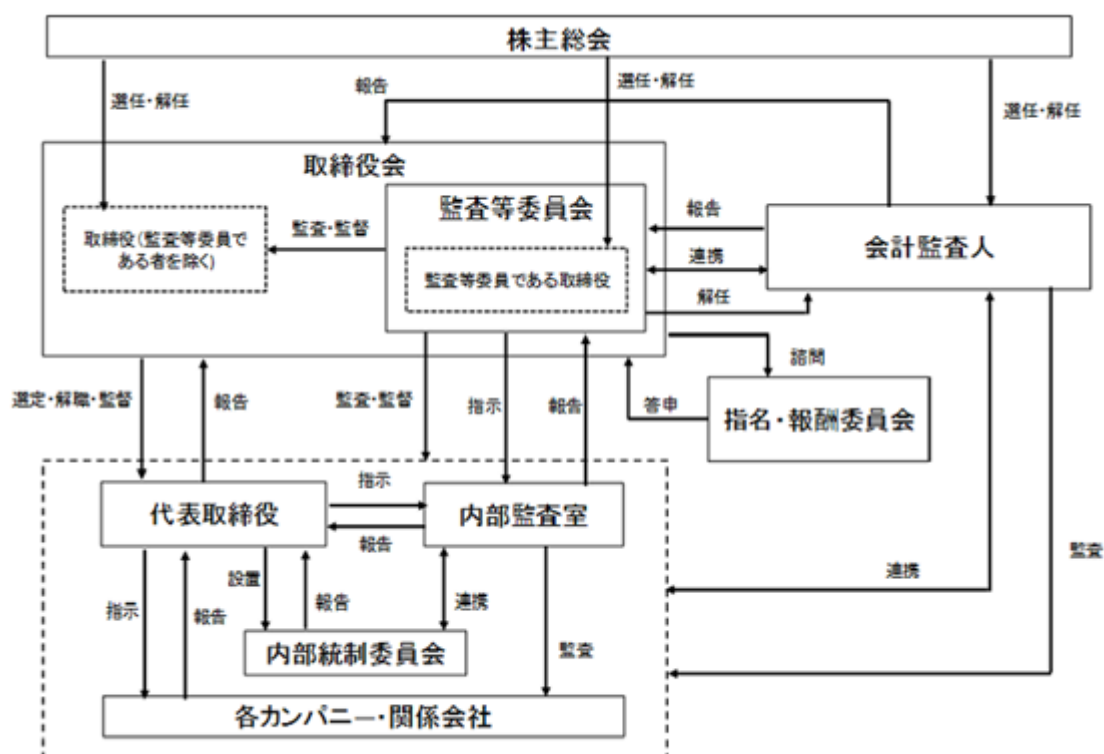 株主総会
選任・解任
報告
選任・解任
選任・解任
取締役会
監査等委員会
取締役(監査等委員で
ある者を除く)
監査・監督
監査等委員である取締役
報告
連携
解任
会計監査人
選定・解職・監督
報告
監査・監督
指示
報告
答申
諮問
指名・報酬委員会
代表取締役
指示
報告
内部監査室
監査
連携
指示
報告
設置
報告
連携
監査
内部統制委員会
各カンパニー・関係会社